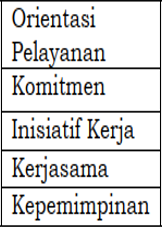 Orientasi
Pelayanan
Komitmen
Inisiatif Kerja
Kerjasama
Kepemimpinan